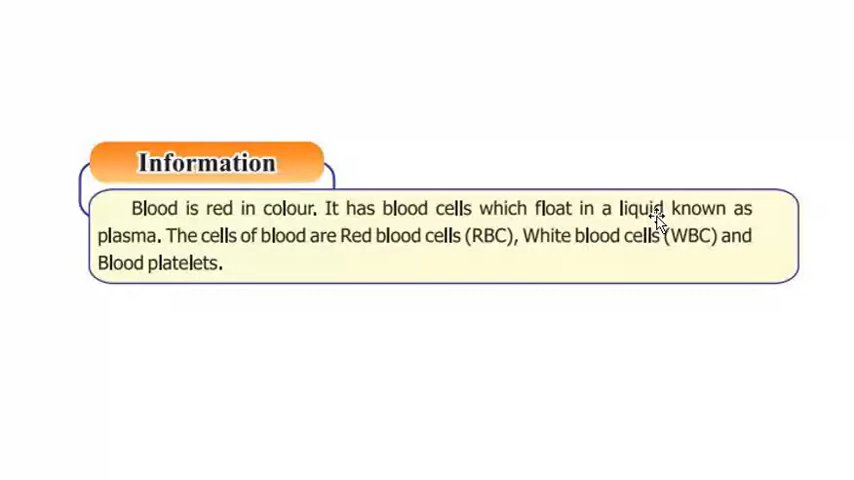 Information
Blood is red in colour. It has blood cells which float in a liquid known as
plasma. The cells of blood are Red blood cells (RBC), White blood cells (WBC) and
Blood platelets.